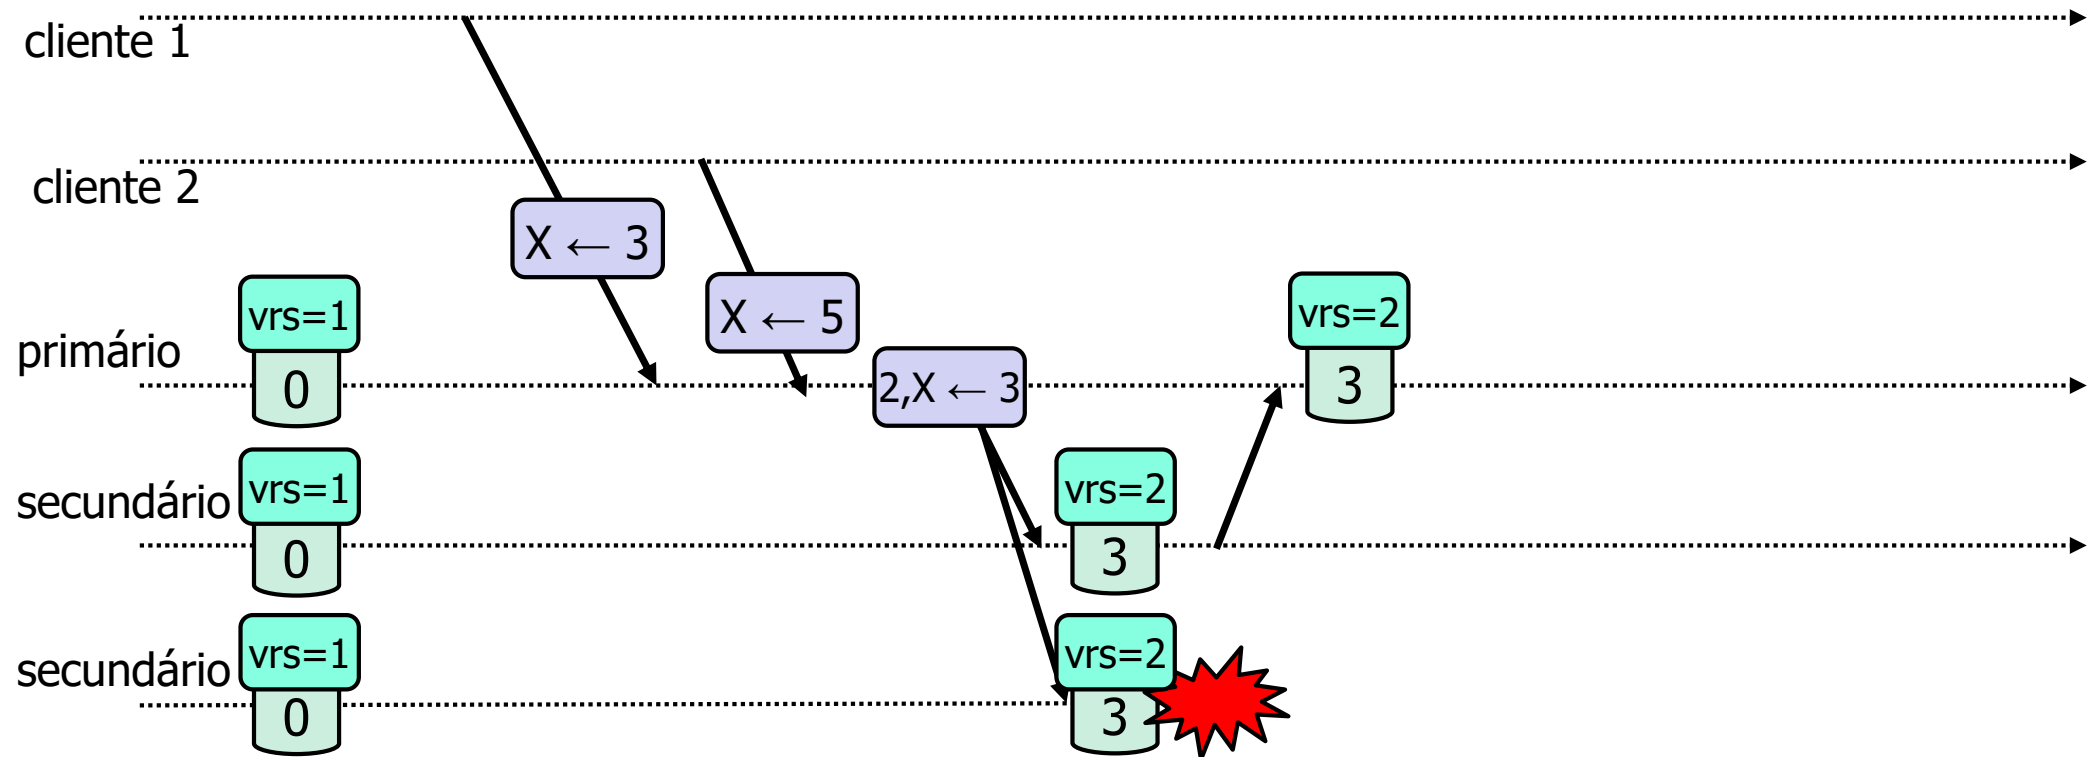 cliente 1
cliente 2
X ← 3
X ← 5
primário
vrs=1
0
2,X ← 3
vrs=2
3
secundário
vrs=1
0
vrs=2
3
secundário
vrs=1
0
vrs=2
3